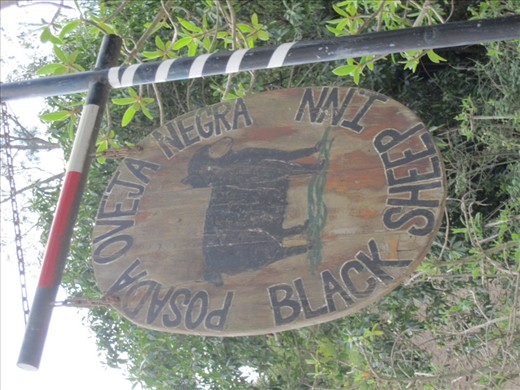 POSADA OVEJA NEGRA
BLACK SHEEP INN